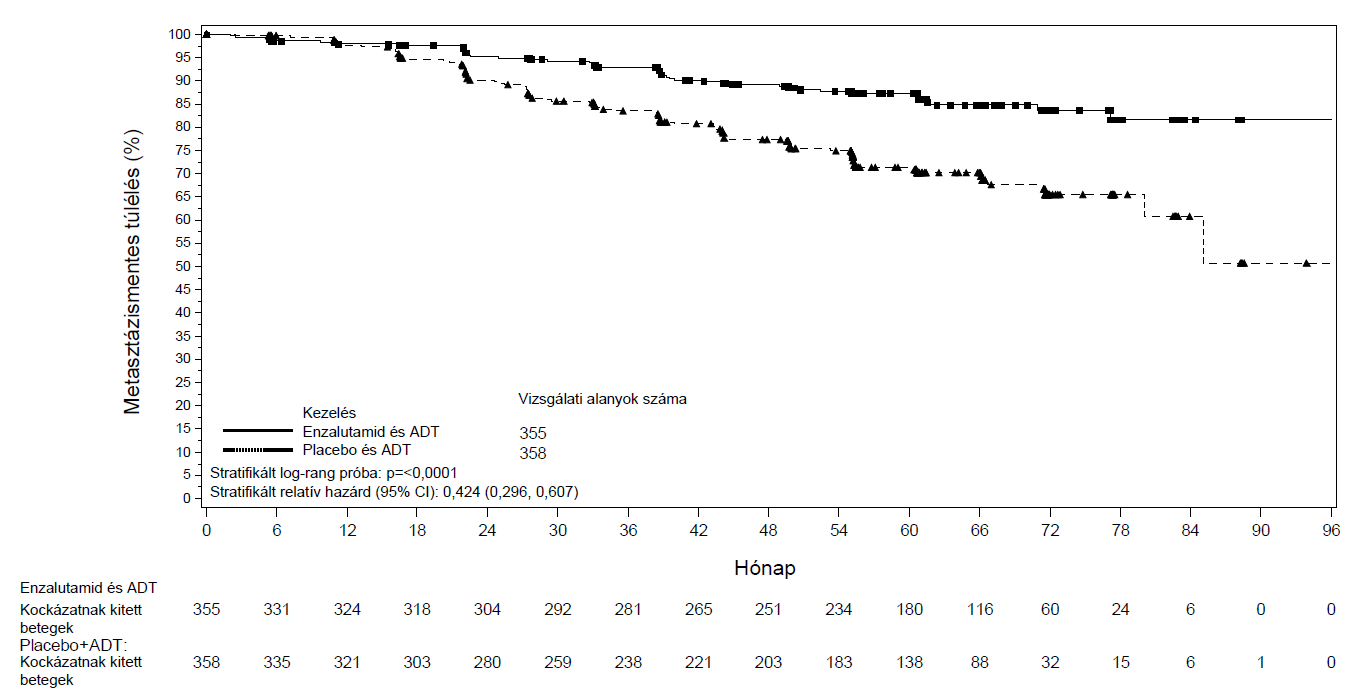 100
95
90
85
80
75
70
65
60
55
50
45
40
35
30
25
20
15
10
5
0
Metasztázismentes túlélés (%)
Vizsgálati alanyok száma
Kezelés
Enzalutamid és ADT 355
Placebo és ADT 358
Stratifikált log-rang próba: p=<0,0001
Stratifikált relatív hazárd (95% CI): 0,424 (0,296, 0,607)
0 6 12 18 24 30 36 42 48 54 60 66 72 78 84 90 96
Hónap
Enzalutamid és ADT
Kockázatnak kitett 355 331 324 318 304 292 281 265 251 234 180 116 60 24 6 0 0
betegek
Placebo+ADT:
Kockázatnak kitett 358 335 321 303 280 259 238 221 203 183 138 88 32 15 6 1 0
betegek